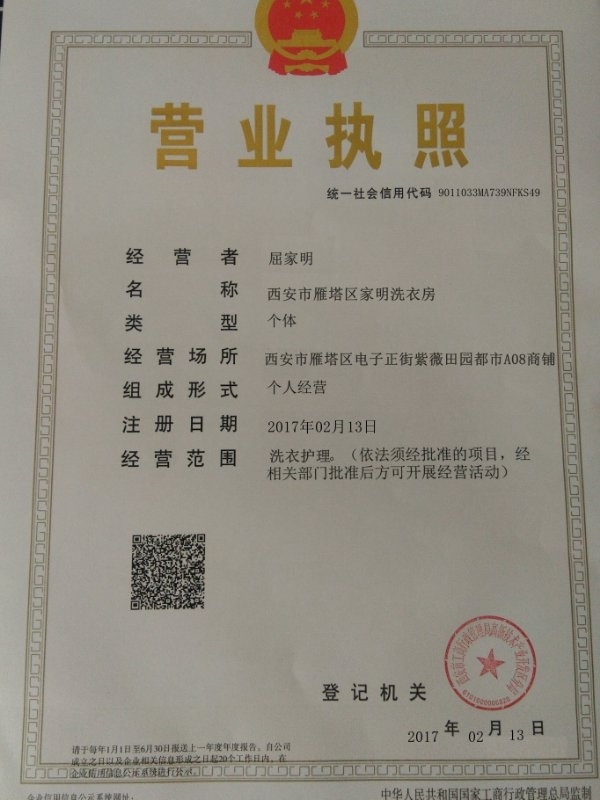 营业执照
统一社会信用代码 9011033MA739NFKS49
经营者 屈家明
名称 西安市雁塔区家明洗衣房
类型 个体
经营场所 西安市雁塔区电子正街紫薇田园都市A08商铺
组成形式 个人经营
注册日期 2017年02月13日
经营范围 洗衣护理。（依法须经批准的项目，经
相关部门批准后方可开展经营活动）
登记机关
2017 年 02 月 13 日
请于每年1月1日至6月30日报送上一年度年度报告。自公司
成立之日以及企业相关信息形成之日起20个工作日内，在
企业信用信息公示系统进行公示。
企业信用信息公示系统网址：
中华人民共和国国家工商行政管理总局监制